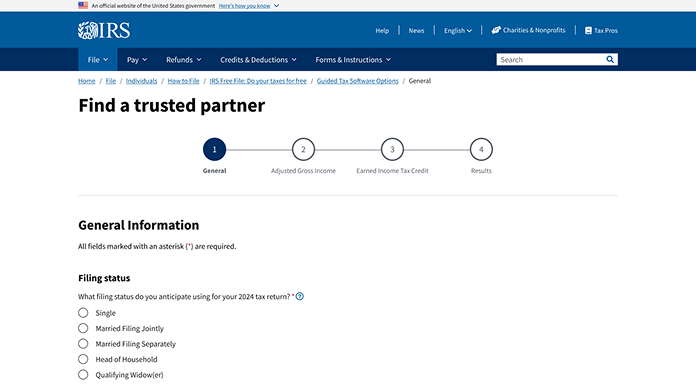 An official website of the United States government Here's how you know
IRS
Help News English Charities & Nonprofits Tax Pros
File Pay Refunds Credits & Deductions Forms & Instructions Search
Home / File / Individuals / How to File / IRS Free File: Do your taxes for free / Guided Tax Software Options / General
Find a trusted partner
1 2 3 4
General Adjusted Gross Income Earned Income Tax Credit Results
General Information
All fields marked with an asterisk (*) are required.
Filing status
What filing status do you anticipate using for your 2024 tax return? * ?
Single
Married Filing Jointly
Married Filing Separately
Head of Household
Qualifying Widow(er)